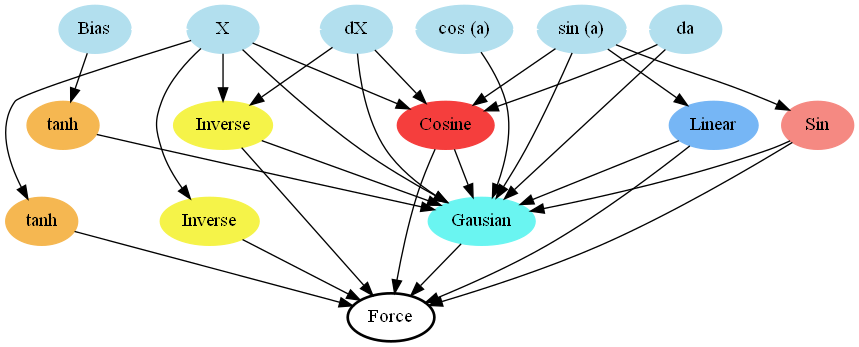 Bias
X
dX
cos (a)
sin (a)
da
tanh
Inverse
Cosine
Linear
Sin
tanh
Inverse
Gausian
Force